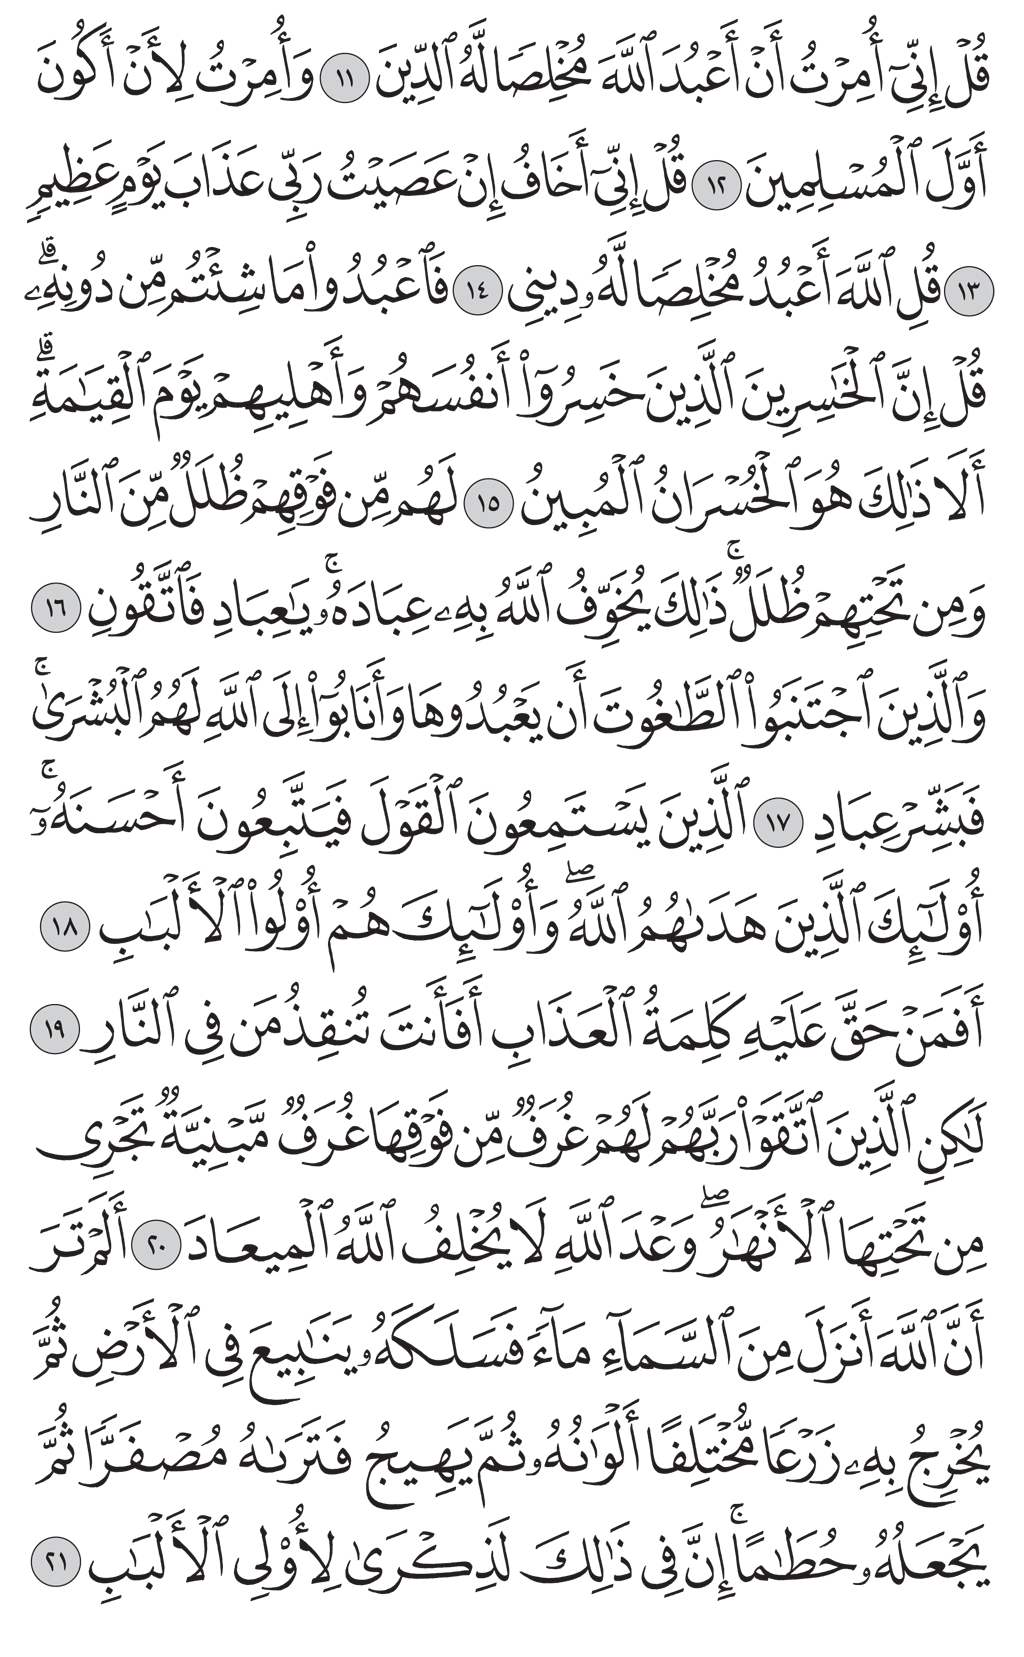 قُلۡ إِنِّيٓ أُمِرۡتُ أَنۡ أَعۡبُدَ ٱللَّهَ مُخۡلِصٗا لَّهُ ٱلدِّينَ ١١ وَأُمِرۡتُ لِأَنۡ أَكُونَ
أَوَّلَ ٱلۡمُسۡلِمِينَ ١٢ قُلۡ إِنِّيٓ أَخَافُ إِنۡ عَصَيۡتُ رَبِّي عَذَابَ يَوۡمٍ عَظِيمٖ
١٣ قُلِ ٱللَّهَ أَعۡبُدُ مُخۡلِصٗا لَّهُۥ دِينِي ١٤ فَٱعۡبُدُواْ مَا شِئۡتُم مِّن دُونِهِۦۗ
قُلۡ إِنَّ ٱلۡخَٰسِرِينَ ٱلَّذِينَ خَسِرُوٓاْ أَنفُسَهُمۡ وَأَهۡلِيهِمۡ يَوۡمَ ٱلۡقِيَٰمَةِۗ
أَلَا ذَٰلِكَ هُوَ ٱلۡخُسۡرَانُ ٱلۡمُبِينُ ١٥ لَهُم مِّن فَوۡقِهِمۡ ظُلَلٞ مِّنَ ٱلنَّارِ
وَمِن تَحۡتِهِمۡ ظُلَلٞۚ ذَٰلِكَ يُخَوِّفُ ٱللَّهُ بِهِۦ عِبَادَهُۥۚ يَٰعِبَادِ فَٱتَّقُونِ ١٦
وَٱلَّذِينَ ٱجۡتَنَبُواْ ٱلطَّٰغُوتَ أَن يَعۡبُدُوهَا وَأَنَابُوٓاْ إِلَى ٱللَّهِ لَهُمُ ٱلۡبُشۡرَىٰۚ
فَبَشِّرۡ عِبَادِ ١٧ ٱلَّذِينَ يَسۡتَمِعُونَ ٱلۡقَوۡلَ فَيَتَّبِعُونَ أَحۡسَنَهُۥٓۚ
أُوْلَٰٓئِكَ ٱلَّذِينَ هَدَىٰهُمُ ٱللَّهُۖ وَأُوْلَٰٓئِكَ هُمۡ أُوْلُواْ ٱلۡأَلۡبَٰبِ ١٨
أَفَمَنۡ حَقَّ عَلَيۡهِ كَلِمَةُ ٱلۡعَذَابِ أَفَأَنتَ تُنقِذُ مَن فِي ٱلنَّارِ ١٩
لَٰكِنِ ٱلَّذِينَ ٱتَّقَوۡاْ رَبَّهُمۡ لَهُمۡ غُرَفٞ مِّن فَوۡقِهَا غُرَفٞ مَّبۡنِيَّةٞ تَجۡرِي
مِن تَحۡتِهَا ٱلۡأَنۡهَٰرُۖ وَعۡدَ ٱللَّهِ لَا يُخۡلِفُ ٱللَّهُ ٱلۡمِيعَادَ ٢٠ أَلَمۡ تَرَ
أَنَّ ٱللَّهَ أَنزَلَ مِنَ ٱلسَّمَآءِ مَآءٗ فَسَلَكَهُۥ يَنَٰبِيعَ فِي ٱلۡأَرۡضِ ثُمَّ
يُخۡرِجُ بِهِۦ زَرۡعٗا مُّخۡتَلِفًا أَلۡوَٰنُهُۥ ثُمَّ يَهِيجُ فَتَرَىٰهُ مُصۡفَرّٗا ثُمَّ
يَجۡعَلُهُۥ حُطَٰمًاۚ إِنَّ فِي ذَٰلِكَ لَذِكۡرَىٰ لِأُوْلِي ٱلۡأَلۡبَٰبِ ٢١